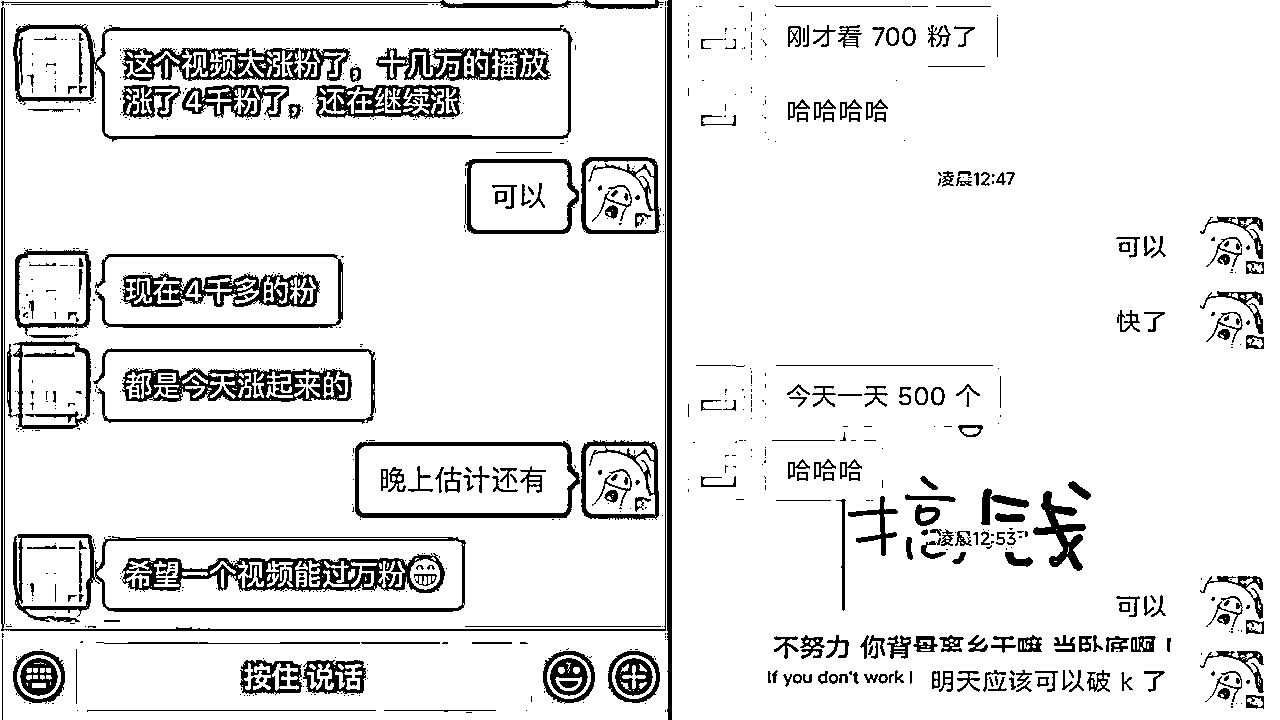 这个视频太涨粉了，十几万的播放
涨了4千粉了，还在继续涨
可以
现在4千多的粉
都是今天涨起来的
晚上估计还有
希望一个视频能过万粉😁
按住 说话
刚才看 700 粉了
哈哈哈哈
凌晨12:47
可以
快了
今天一天 500 个
哈哈哈
搞钱
凌晨12:53
可以
不努力 你背母离乡干嘛 当卧底啊！
If you don't work
明天应该可以破 k 了